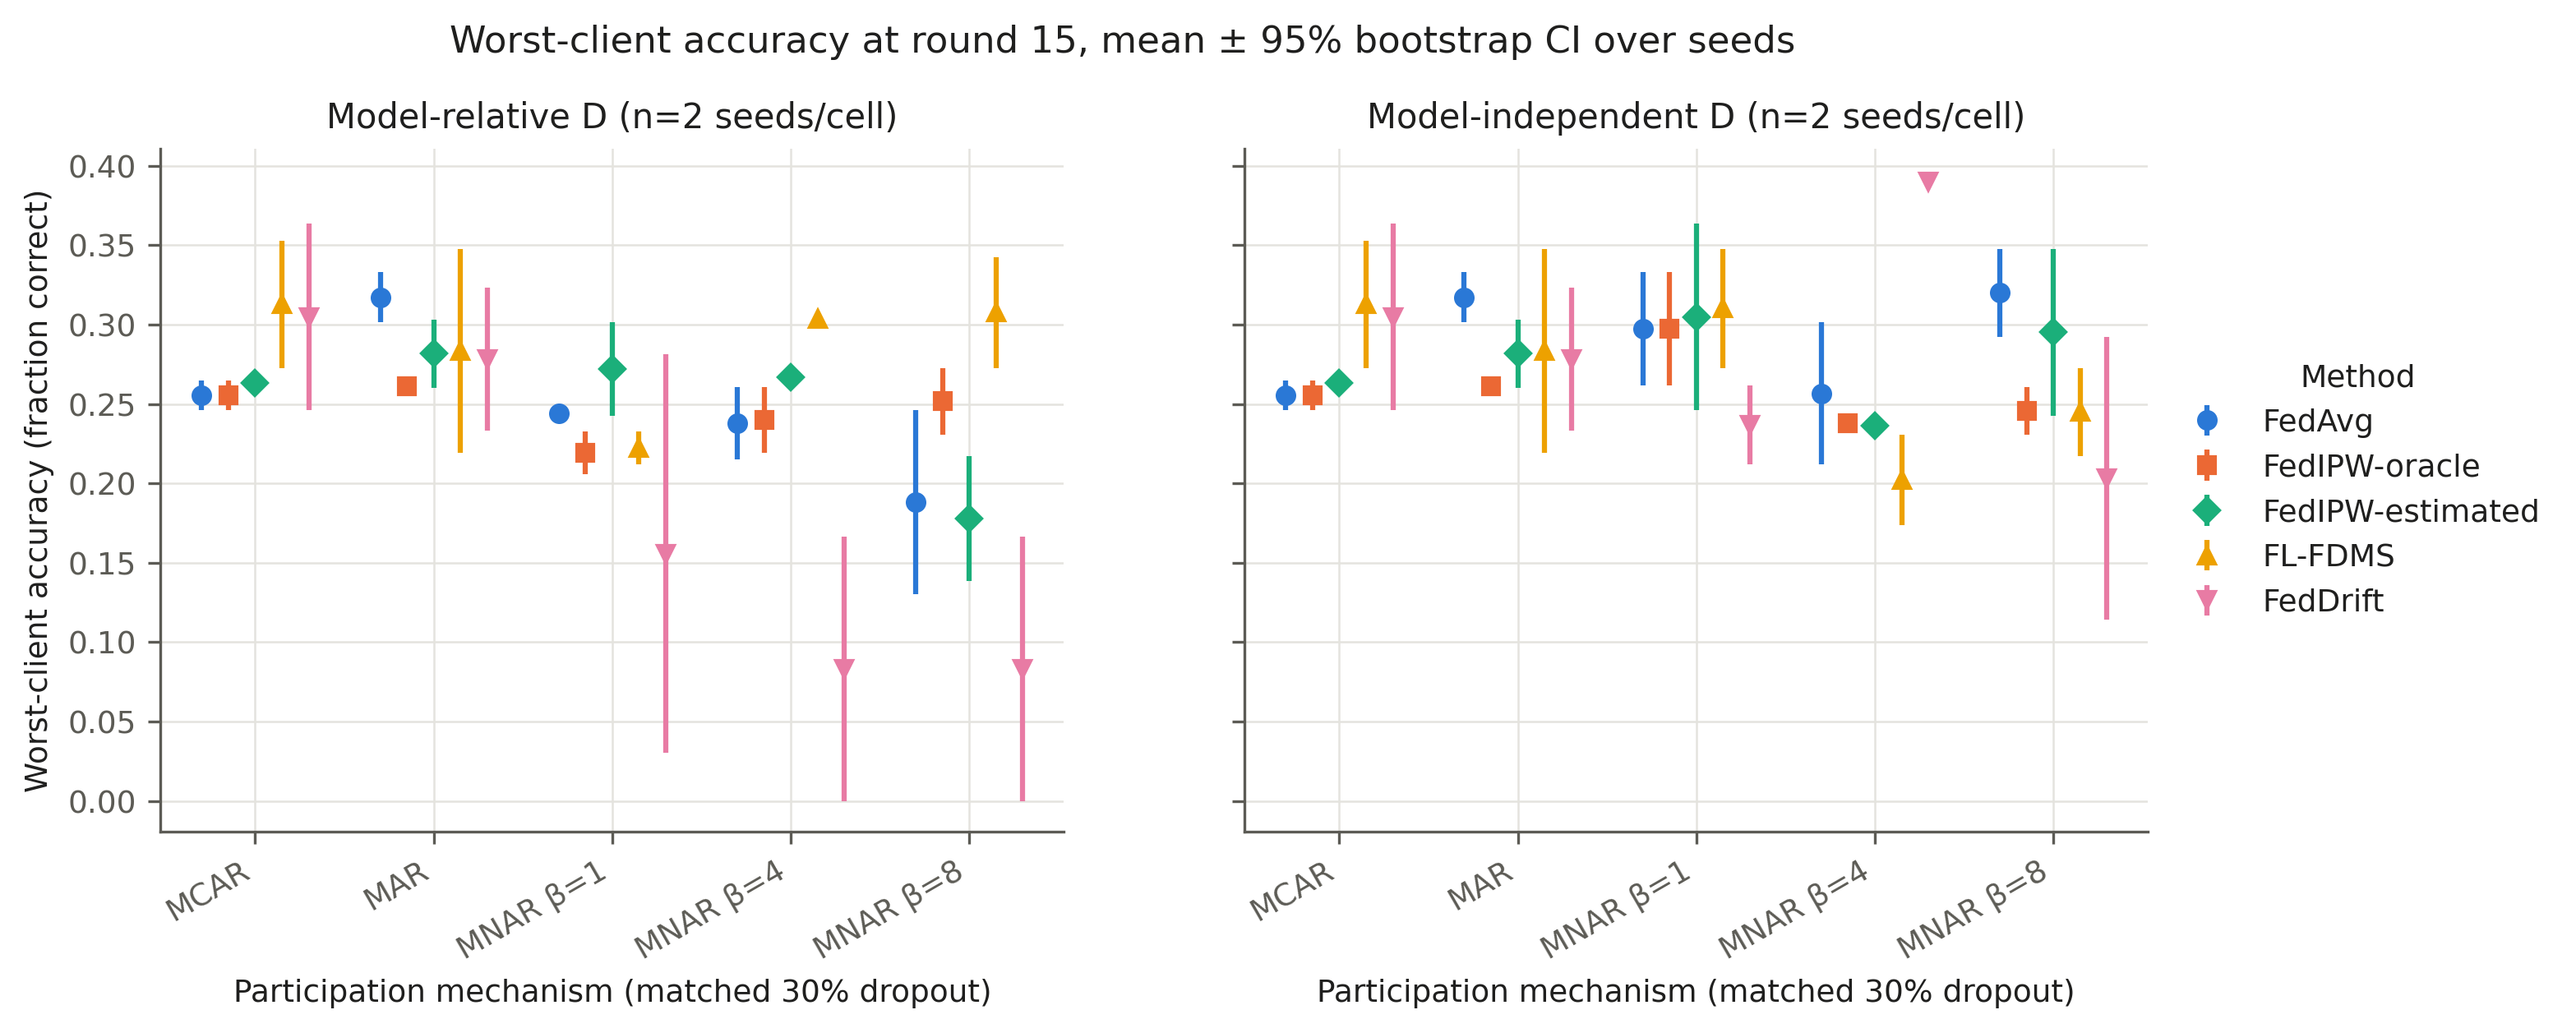 Worst-client accuracy at round 15, mean ± 95% bootstrap CI over seeds
Model-relative D (n=2 seeds/cell)
Worst-client accuracy (fraction correct)
0.40
0.35
0.30
0.25
0.20
0.15
0.10
0.05
0.00
MCAR
MAR
MNAR β=1
MNAR β=4
MNAR β=8
Participation mechanism (matched 30% dropout)
Model-independent D (n=2 seeds/cell)
MCAR
MAR
MNAR β=1
MNAR β=4
MNAR β=8
Participation mechanism (matched 30% dropout)
Method
FedAvg
FedIPW-oracle
FedIPW-estimated
FL-FDMS
FedDrift